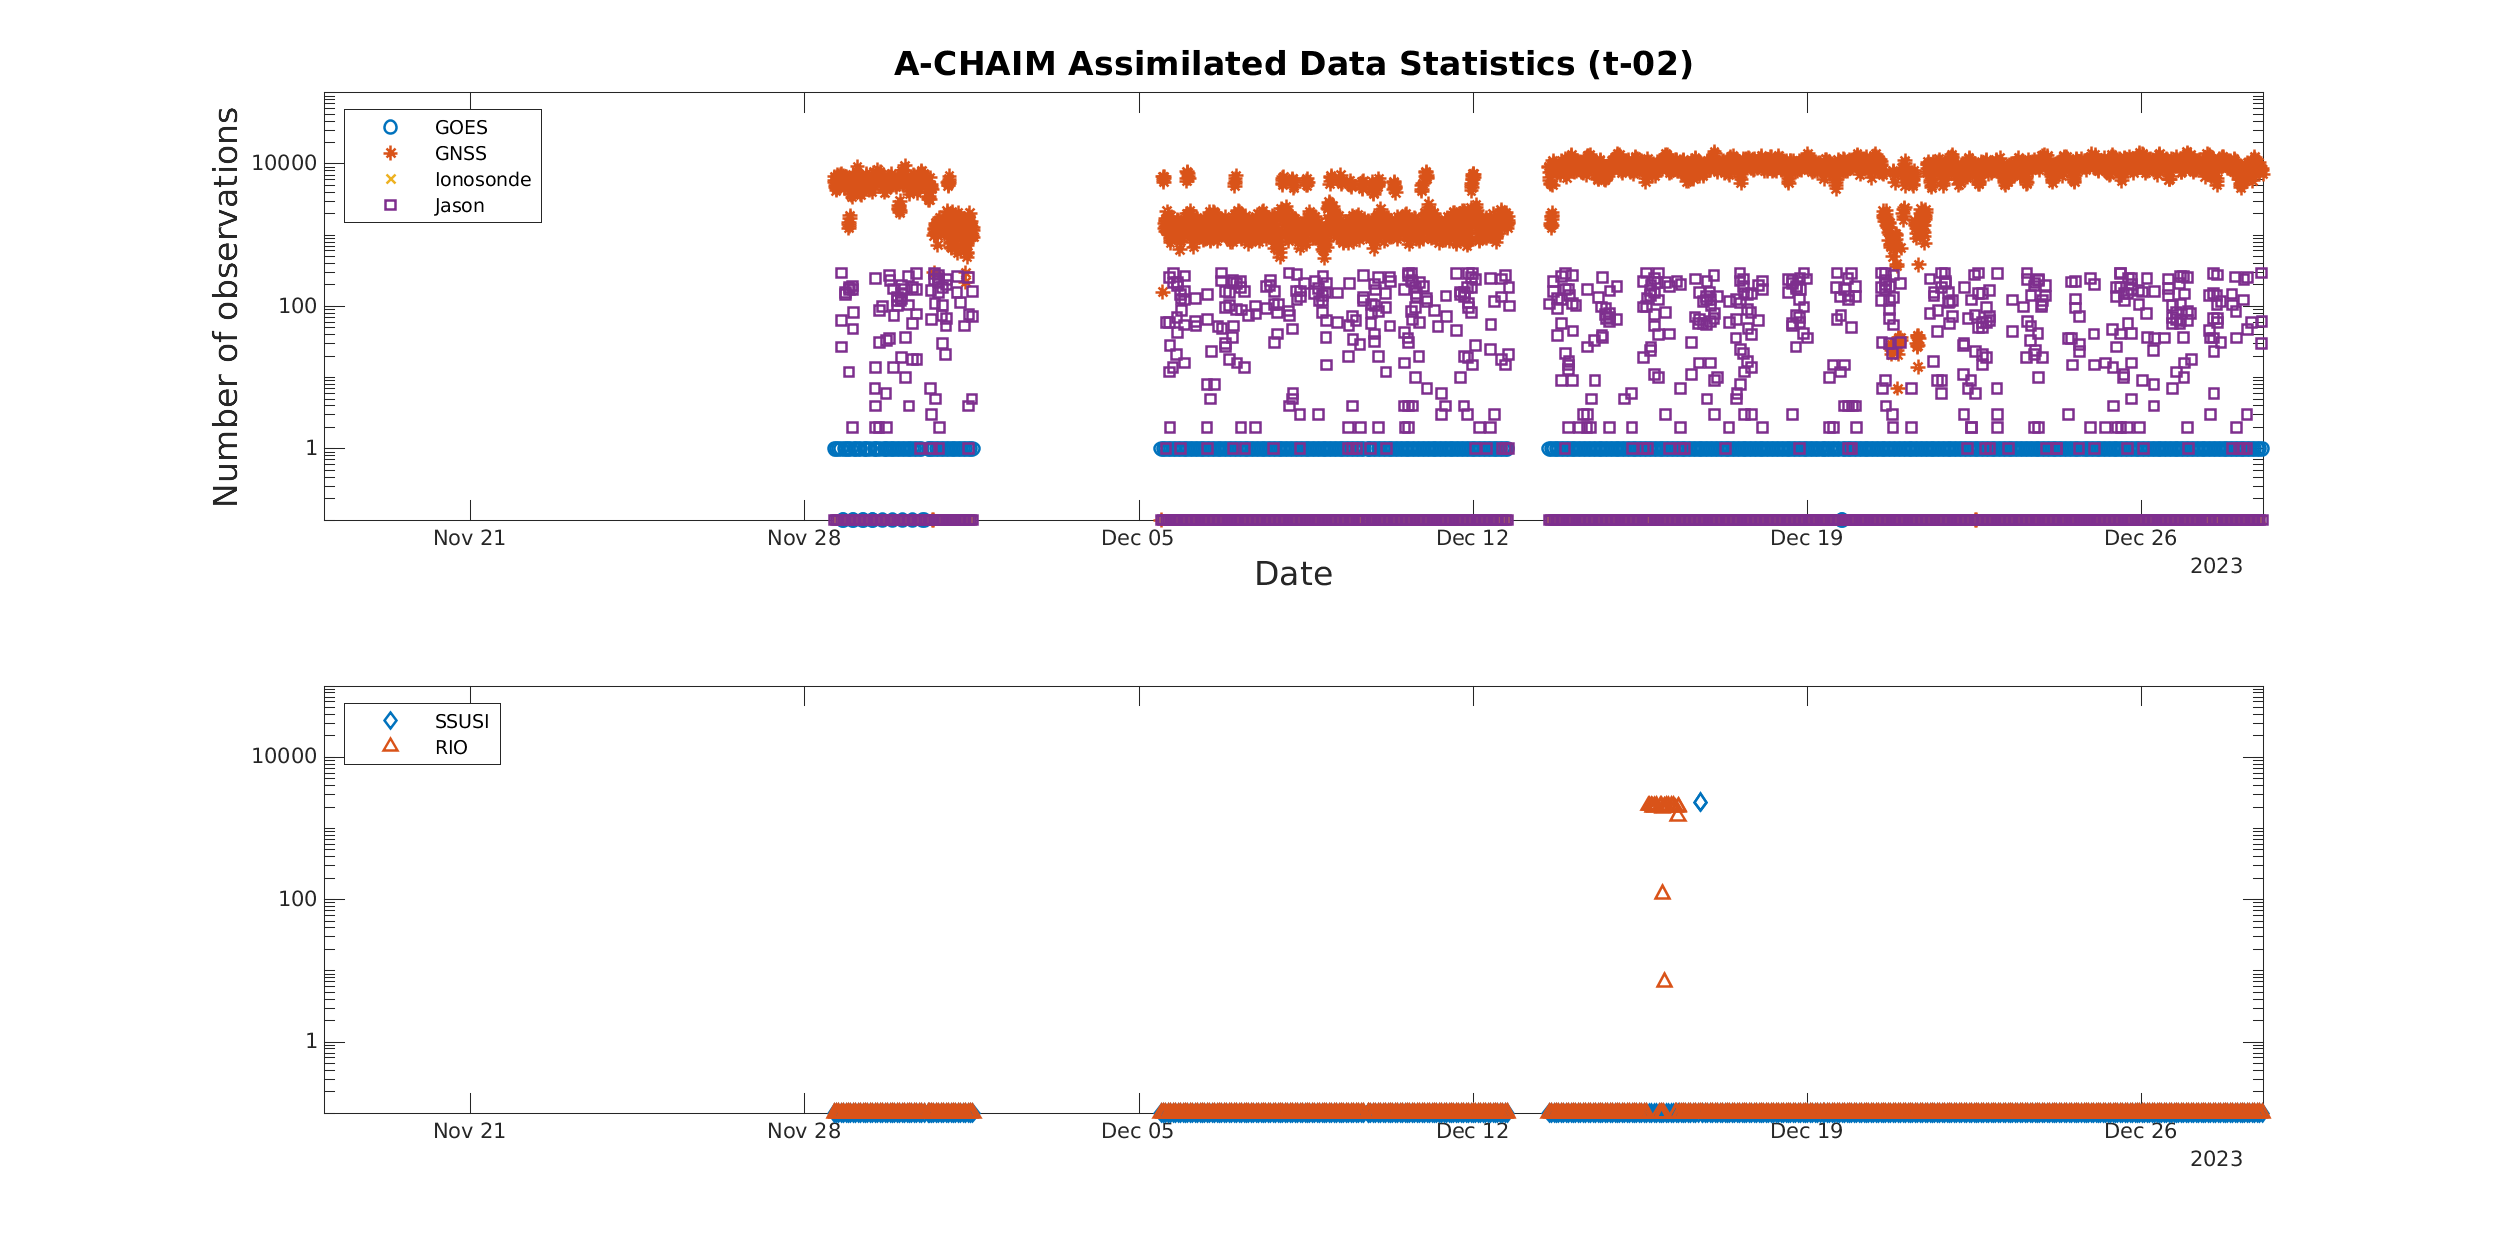 A-CHAIM Assimilated Data Statistics (t-02)
Number of observations
10000
100
1
GOES
GNSS
Ionosonde
Jason
Nov 21
Nov 28
Dec 05
Dec 12
Dec 19
Dec 26
2023
Date
10000
100
1
SSUSI
RIO
Nov 21
Nov 28
Dec 05
Dec 12
Dec 19
Dec 26
2023